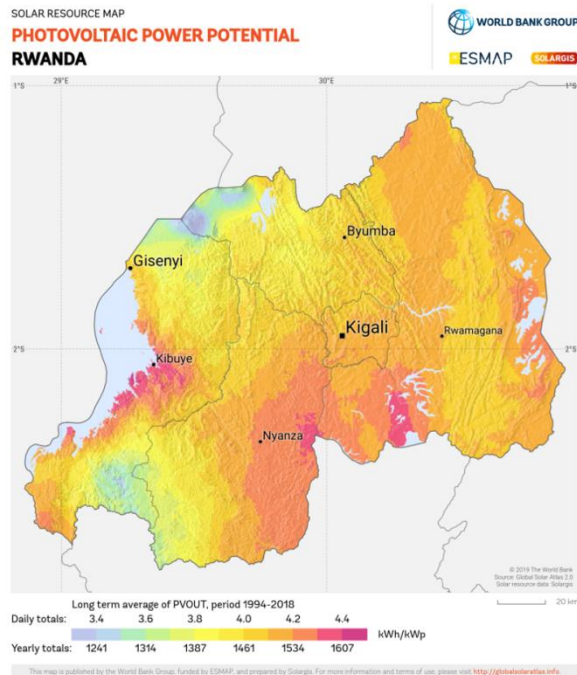 SOLAR RESOURCE MAP
PHOTOVOLTAIC POWER POTENTIAL
RWANDA
WORLD BANK GROUP
ESMAP
SOLARGIS
29°E
30°E
1°S
1°S
Byumba
Gisenyi
Kigali
Rwamagana
2°S
2°S
Kibuye
Nyanza
© 2019 The World Bank
Source: Global Solar Atlas 2.0
Solar resource data: Solargis
20 km
Long term average of PVOUT, period 1994-2018
Daily totals: 3.4 3.6 3.8 4.0 4.2 4.4
kWh/kWp
Yearly totals: 1241 1314 1387 1461 1534 1607
This map is published by the World Bank Group, funded by ESMAP, and prepared by Solargis. For more information and terms of use, please visit http://globalsolaratlas.info.